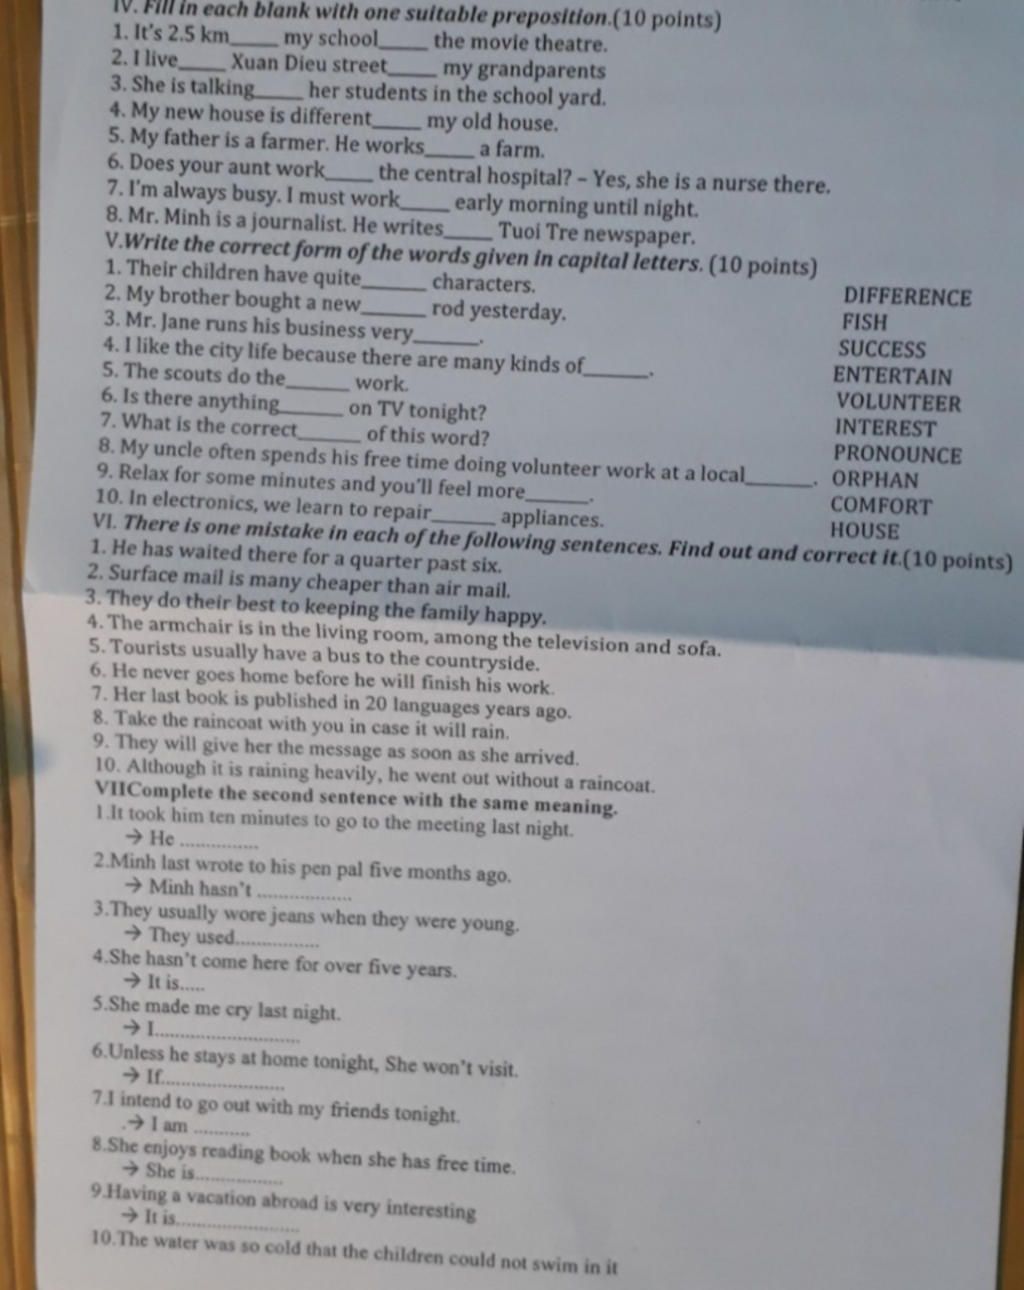 IV. Fill in each blank with one suitable preposition.(10 points)
1. It's 2.5 km_____ my school_____ the movie theatre.
2. I live_____ Xuan Dieu street_____ my grandparents
3. She is talking_____ her students in the school yard.
4. My new house is different_____ my old house.
5. My father is a farmer. He works_____ a farm.
6. Does your aunt work_____ the central hospital? – Yes, she is a nurse there.
7. I'm always busy. I must work_____ early morning until night.
8. Mr. Minh is a journalist. He writes_____ Tuoi Tre newspaper.
V.Write the correct form of the words given in capital letters. (10 points)
1. Their children have quite_______ characters. DIFFERENCE
2. My brother bought a new_______ rod yesterday. FISH
3. Mr. Jane runs his business very_______. SUCCESS
4. I like the city life because there are many kinds of_______. ENTERTAIN
5. The scouts do the_______ work. VOLUNTEER
6. Is there anything_______ on TV tonight? INTEREST
7. What is the correct_______ of this word? PRONOUNCE
8. My uncle often spends his free time doing volunteer work at a local_______. ORPHAN
9. Relax for some minutes and you'll feel more_______. COMFORT
10. In electronics, we learn to repair_______ appliances. HOUSE
VI. There is one mistake in each of the following sentences. Find out and correct it.(10 points)
1. He has waited there for a quarter past six.
2. Surface mail is many cheaper than air mail.
3. They do their best to keeping the family happy.
4. The armchair is in the living room, among the television and sofa.
5. Tourists usually have a bus to the countryside.
6. He never goes home before he will finish his work.
7. Her last book is published in 20 languages years ago.
8. Take the raincoat with you in case it will rain.
9. They will give her the message as soon as she arrived.
10. Although it is raining heavily, he went out without a raincoat.
VIIComplete the second sentence with the same meaning.
1.It took him ten minutes to go to the meeting last night.
→ He ...............
2.Minh last wrote to his pen pal five months ago.
→ Minh hasn't ..................
3.They usually wore jeans when they were young.
→ They used................
4.She hasn't come here for over five years.
→ It is.....
5.She made me cry last night.
→ I............................
6.Unless he stays at home tonight, She won't visit.
→ If.......................
7.I intend to go out with my friends tonight.
.→ I am ...........
8.She enjoys reading book when she has free time.
→ She is.................
9.Having a vacation abroad is very interesting
→ It is........................
10.The water was so cold that the children could not swim in it